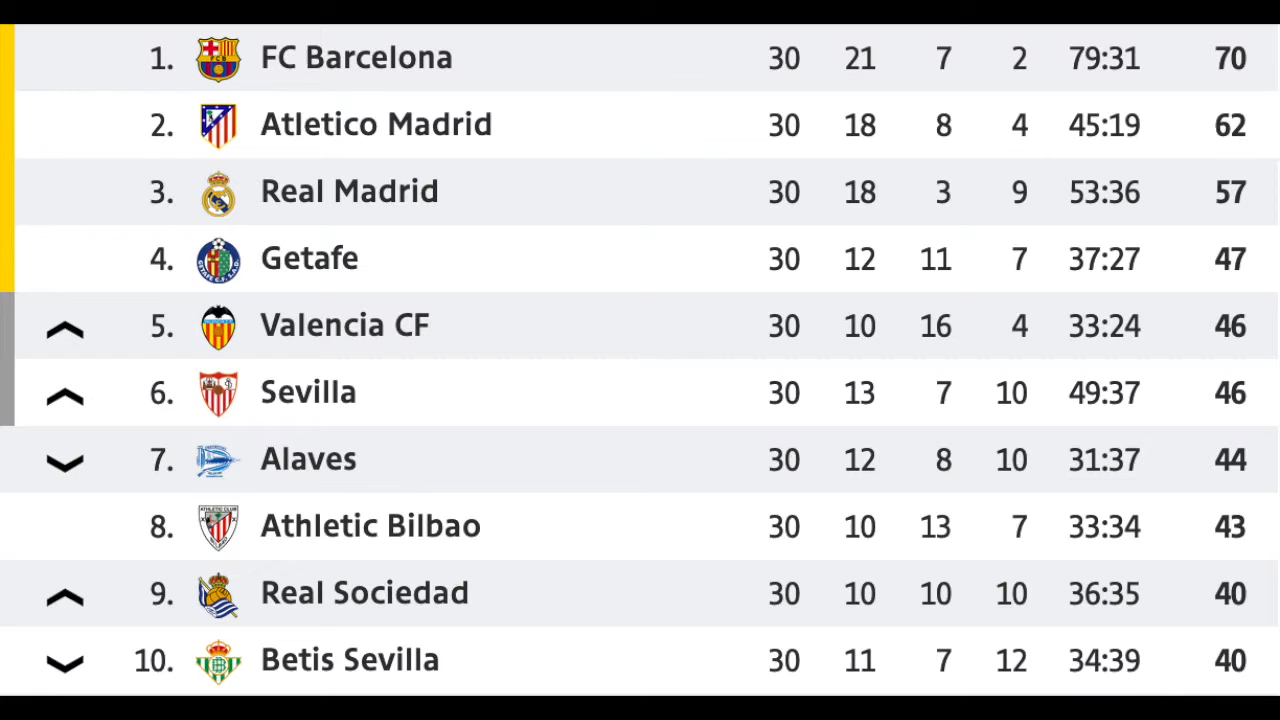 1. FC Barcelona 30 21 7 2 79:31 70
2. Atletico Madrid 30 18 8 4 45:19 62
3. Real Madrid 30 18 3 9 53:36 57
4. Getafe 30 12 11 7 37:27 47
5. Valencia CF 30 10 16 4 33:24 46
6. Sevilla 30 13 7 10 49:37 46
7. Alaves 30 12 8 10 31:37 44
8. Athletic Bilbao 30 10 13 7 33:34 43
9. Real Sociedad 30 10 10 10 36:35 40
10. Betis Sevilla 30 11 7 12 34:39 40